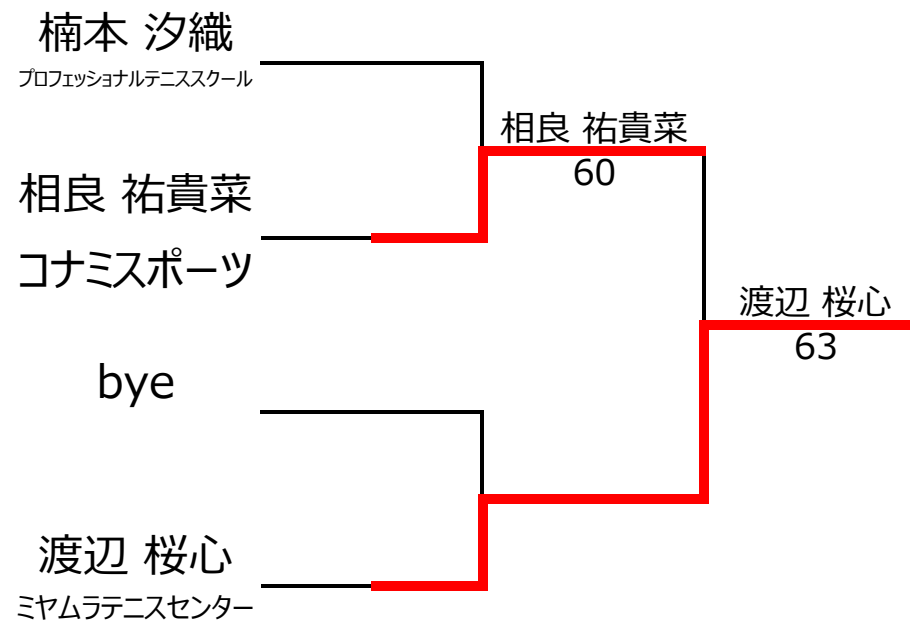 楠本 汐織
プロフェッショナルテニススクール
相良 祐貴菜
60
相良 祐貴菜
コナミスポーツ
渡辺 桜心
63
bye
渡辺 桜心
ミヤムラテニスセンター